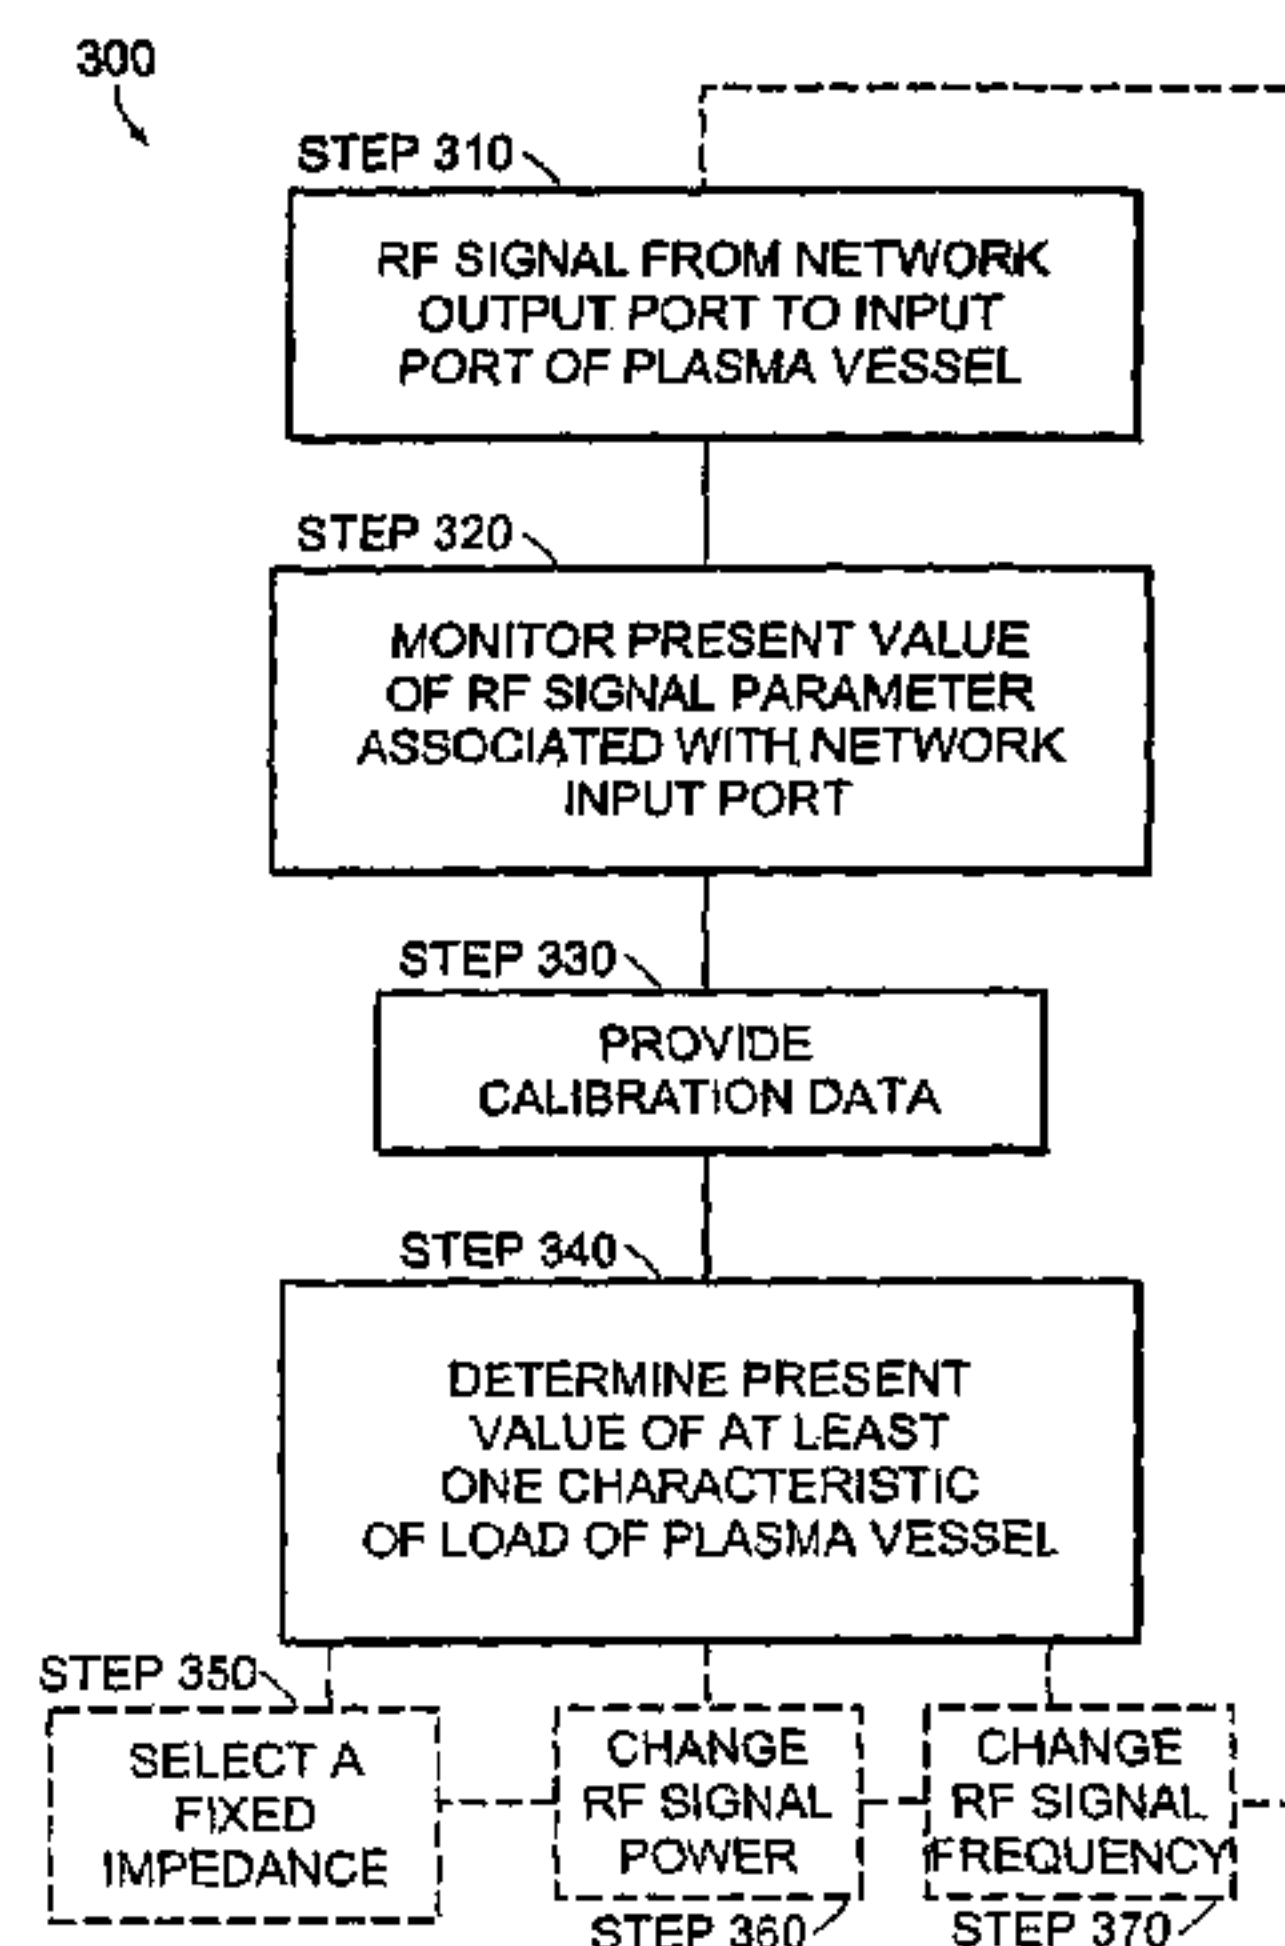 300
STEP 310
RF SIGNAL FROM NETWORK
OUTPUT PORT TO INPUT
PORT OF PLASMA VESSEL
STEP 320
MONITOR PRESENT VALUE
OF RF SIGNAL PARAMETER
ASSOCIATED WITH NETWORK
INPUT PORT
STEP 330
PROVIDE
CALIBRATION DATA
STEP 340
DETERMINE PRESENT
VALUE OF AT LEAST
ONE CHARACTERISTIC
OF LOAD OF PLASMA VESSEL
STEP 350
SELECT A
FIXED
IMPEDANCE
CHANGE
RF SIGNAL
POWER
STEP 360
CHANGE
RF SIGNAL
FREQUENCY
STEP 370